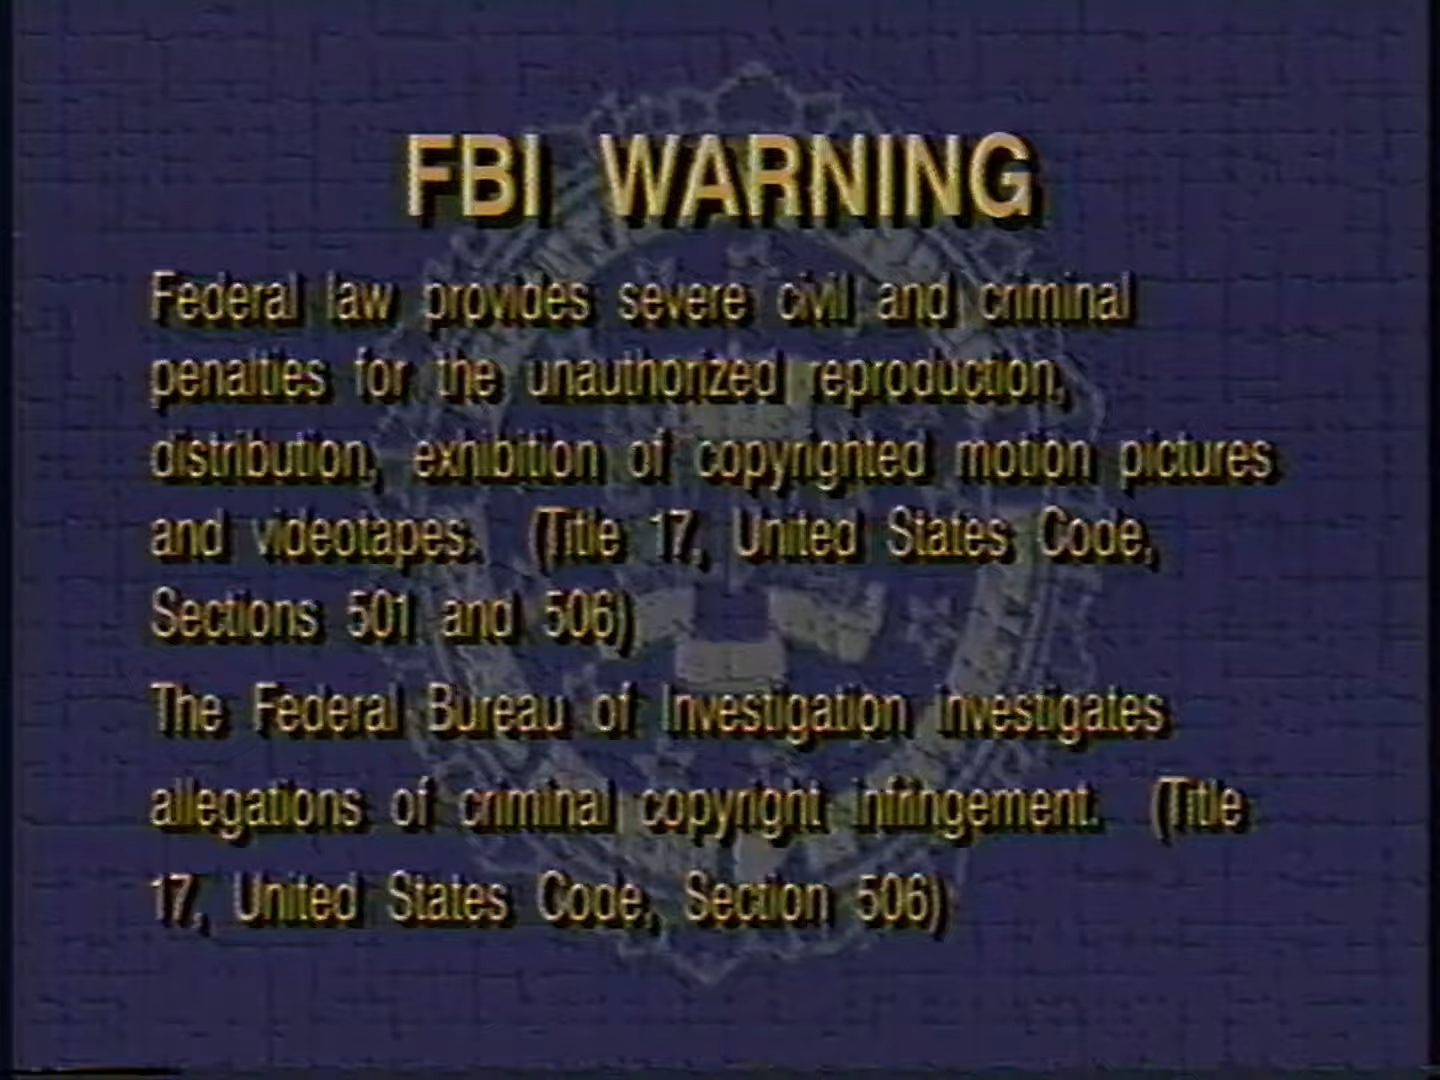 FBI WARNING
Federal law provides severe civil and criminal
penalties for the unauthorized reproduction,
distribution, exhibition of copyrighted motion pictures
and videotapes. (Title 17, United States Code,
Sections 501 and 506)
The Federal Bureau of Investigation investigates
allegations of criminal copyright infringement. (Title
17, United States Code, Section 506)